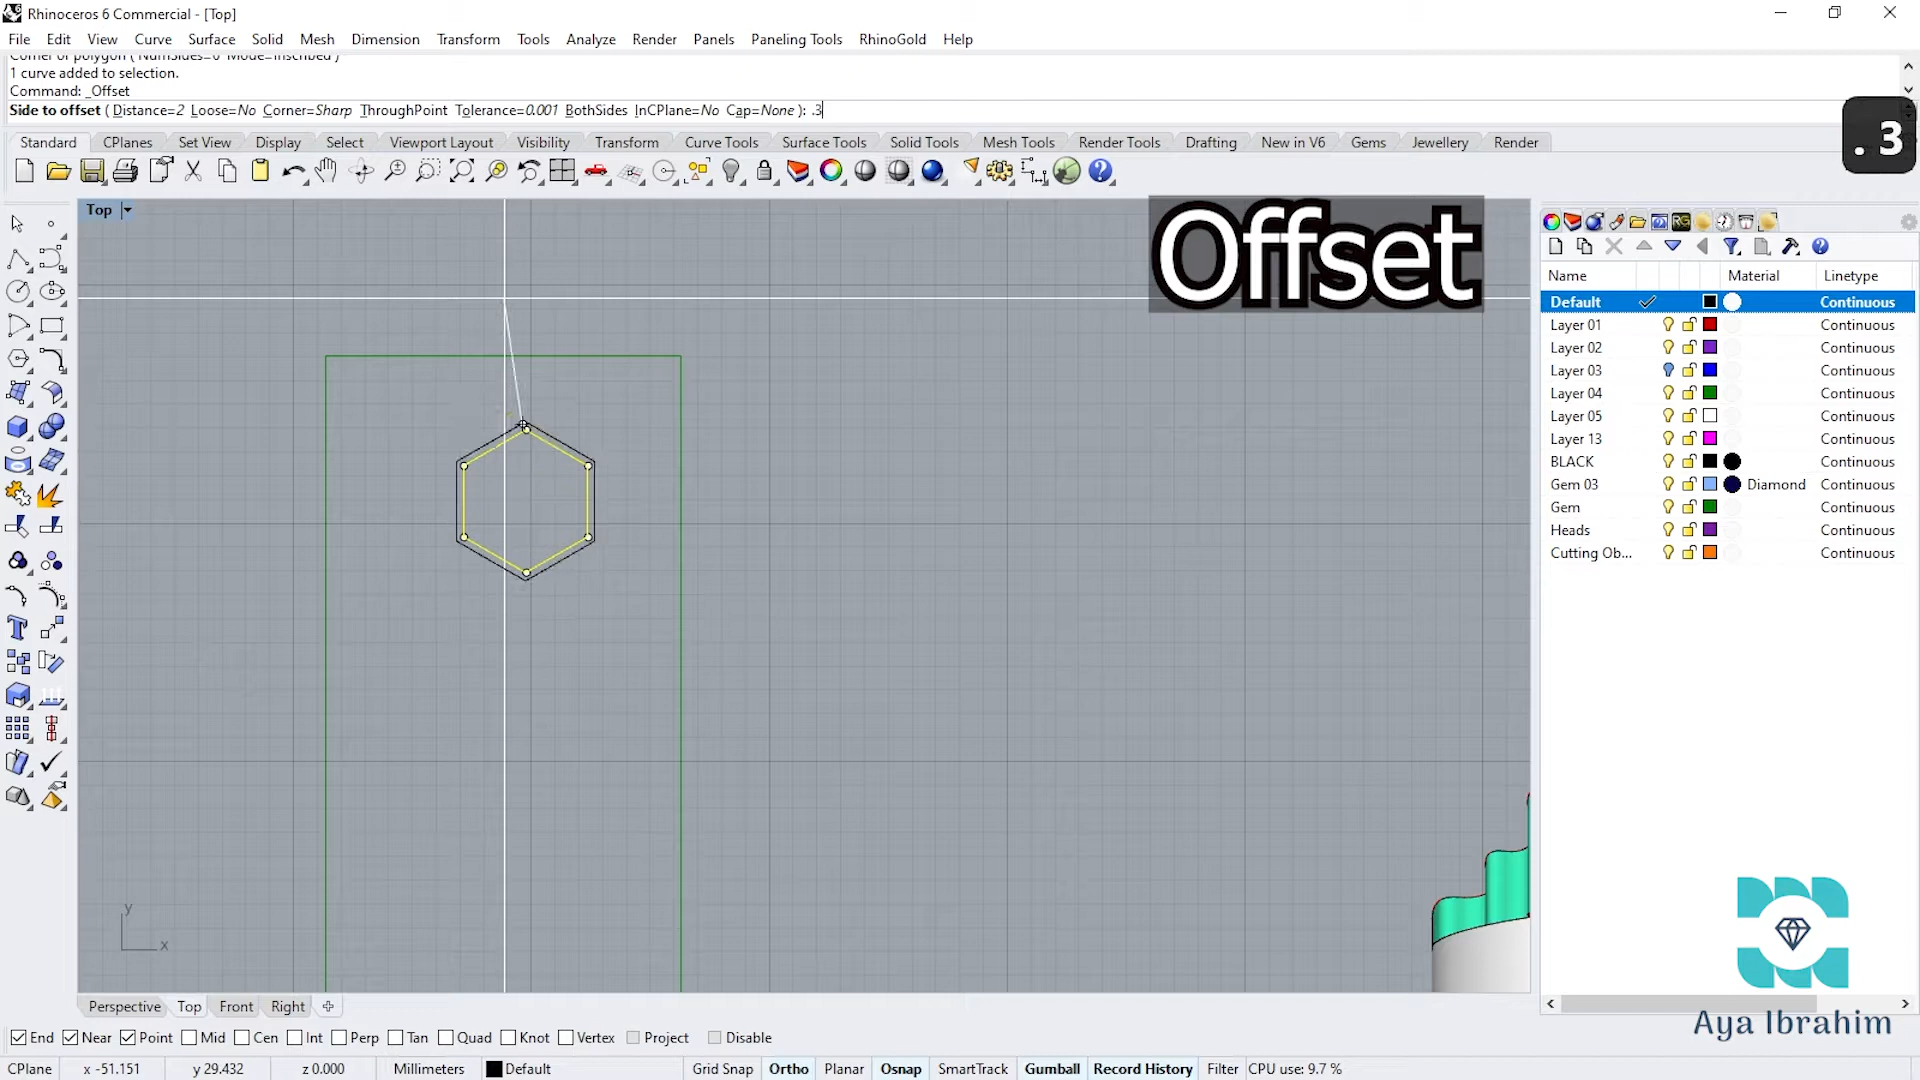 Rhinoceros 6 Commercial - [Top]
File Edit View Curve Surface Solid Mesh Dimension Transform Tools Analyze Render Panels Paneling Tools RhinoGold Help
Corner of polygon ( NumSides=6 Mode=Inscribed )
1 curve added to selection.
Command: _Offset
Side to offset ( Distance=2 Loose=No Corner=Sharp ThroughPoint Tolerance=0.001 BothSides InCPlane=No Cap=None ): .3
.3
Standard CPlanes Set View Display Select Viewport Layout Visibility Transform Curve Tools Surface Tools Solid Tools Mesh Tools Render Tools Drafting New in V6 Gems Jewellery Render
Top
Offset
Name Material Linetype
Default Continuous
Layer 01 Continuous
Layer 02 Continuous
Layer 03 Continuous
Layer 04 Continuous
Layer 05 Continuous
Layer 13 Continuous
BLACK Continuous
Gem 03 Diamond Continuous
Gem Continuous
Heads Continuous
Cutting Ob... Continuous
y
x
Perspective Top Front Right
Aya Ibrahim
End Near Point Mid Cen Int Perp Tan Quad Knot Vertex Project Disable
CPlane x -51.151 y 29.432 z 0.000 Millimeters Default Grid Snap Ortho Planar Osnap SmartTrack Gumball Record History Filter CPU use: 9.7 %